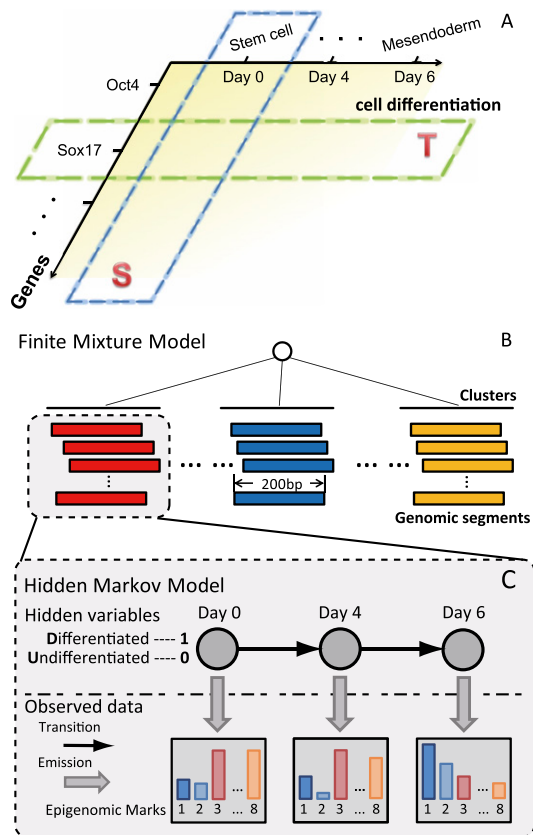 A
Stem cell . . . . Mesendoderm
Oct4
Day 0 Day 4 Day 6
cell differentiation
Sox17
T
. . .
S
Genes
Finite Mixture Model B
Clusters
... ... ... ...
200bp
Genomic segments
C
Hidden Markov Model
Hidden variables
Day 0 Day 4 Day 6
Differentiated ---- 1
Undifferentiated ---- 0
Observed data
Transition
Emission
1 2 3 ... 8 1 2 3 ... 8 1 2 3 ... 8
Epigenomic Marks